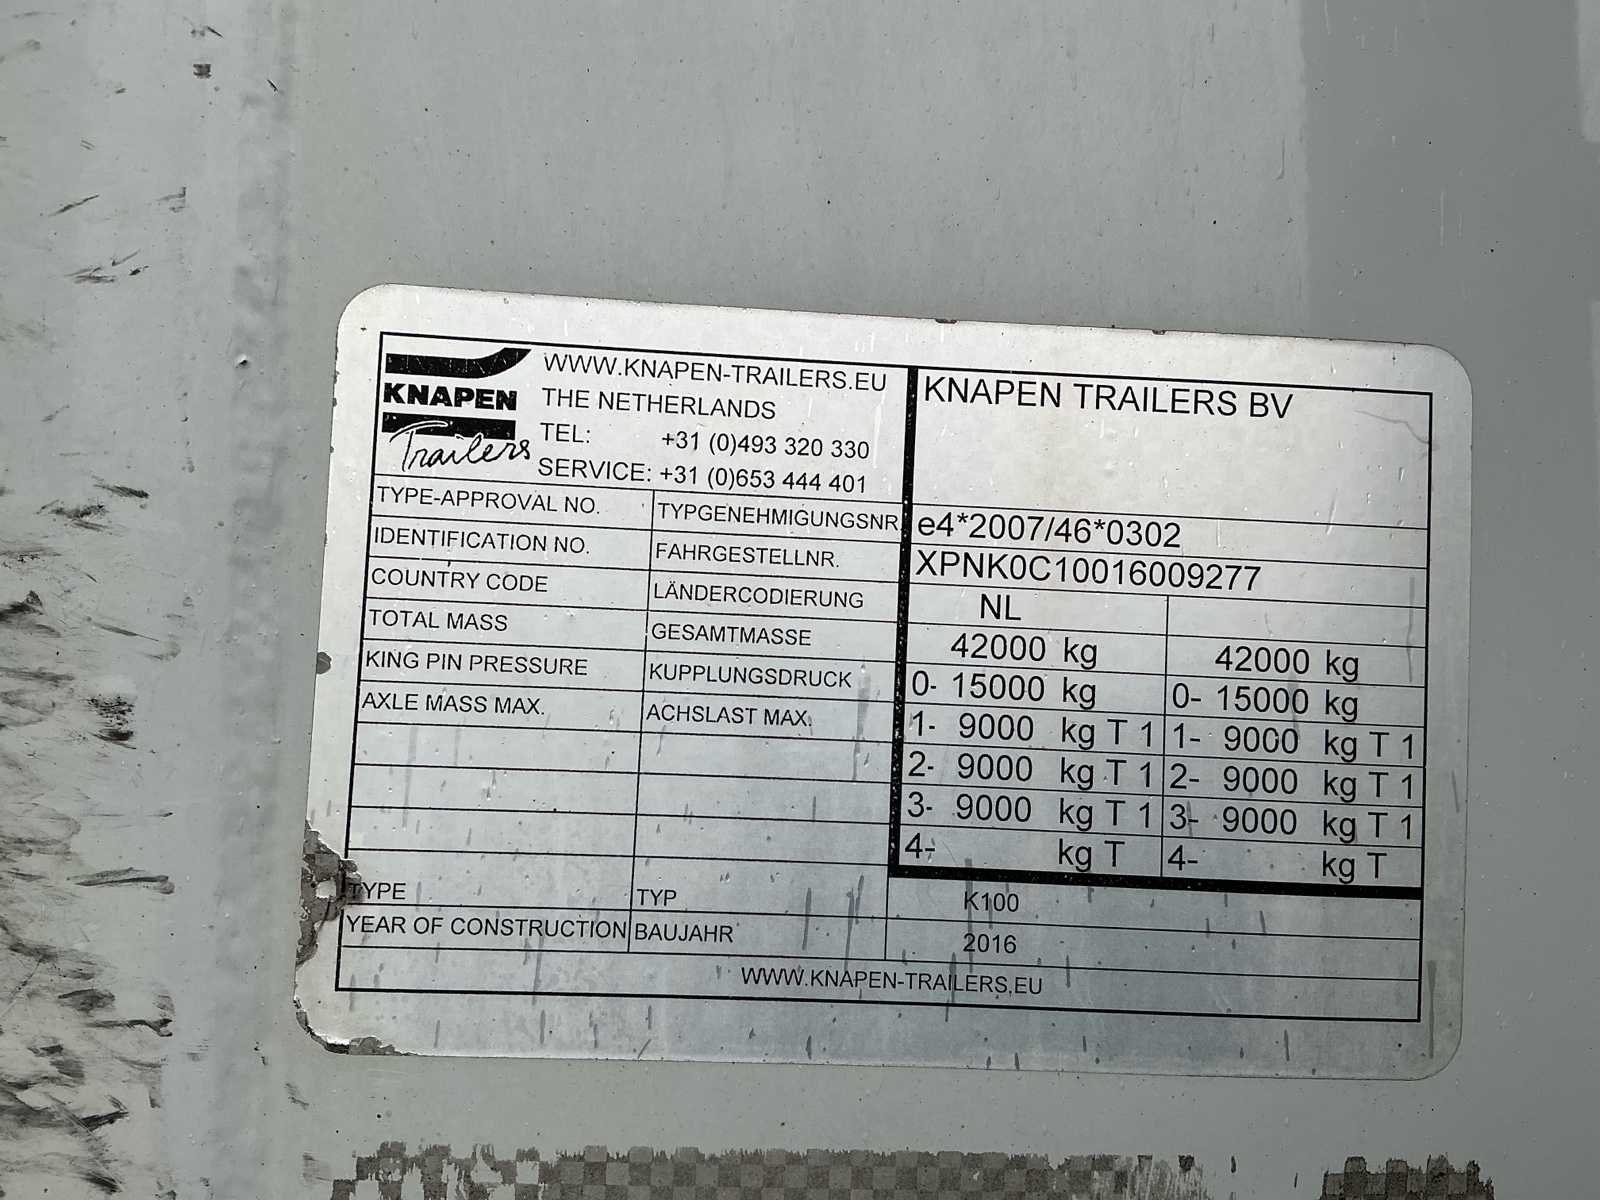 KNAPEN
Trailers
WWW.KNAPEN-TRAILERS.EU
THE NETHERLANDS
TEL: +31 (0)493 320 330
SERVICE: +31 (0)653 444 401
KNAPEN TRAILERS BV
TYPE-APPROVAL NO. TYPGENEHMIGUNGSNR. e4*2007/46*0302
IDENTIFICATION NO. FAHRGESTELLNR. XPNK0C10016009277
COUNTRY CODE LÄNDERCODIERUNG NL
TOTAL MASS GESAMTMASSE 42000 kg 42000 kg
KING PIN PRESSURE KUPPLUNGSDRUCK 0- 15000 kg 0- 15000 kg
AXLE MASS MAX. ACHSLAST MAX. 1- 9000 kg T 1 1- 9000 kg T 1
2- 9000 kg T 1 2- 9000 kg T 1
3- 9000 kg T 1 3- 9000 kg T 1
4- kg T 4- kg T
TYPE TYP K100
YEAR OF CONSTRUCTION BAUJAHR 2016
WWW.KNAPEN-TRAILERS.EU